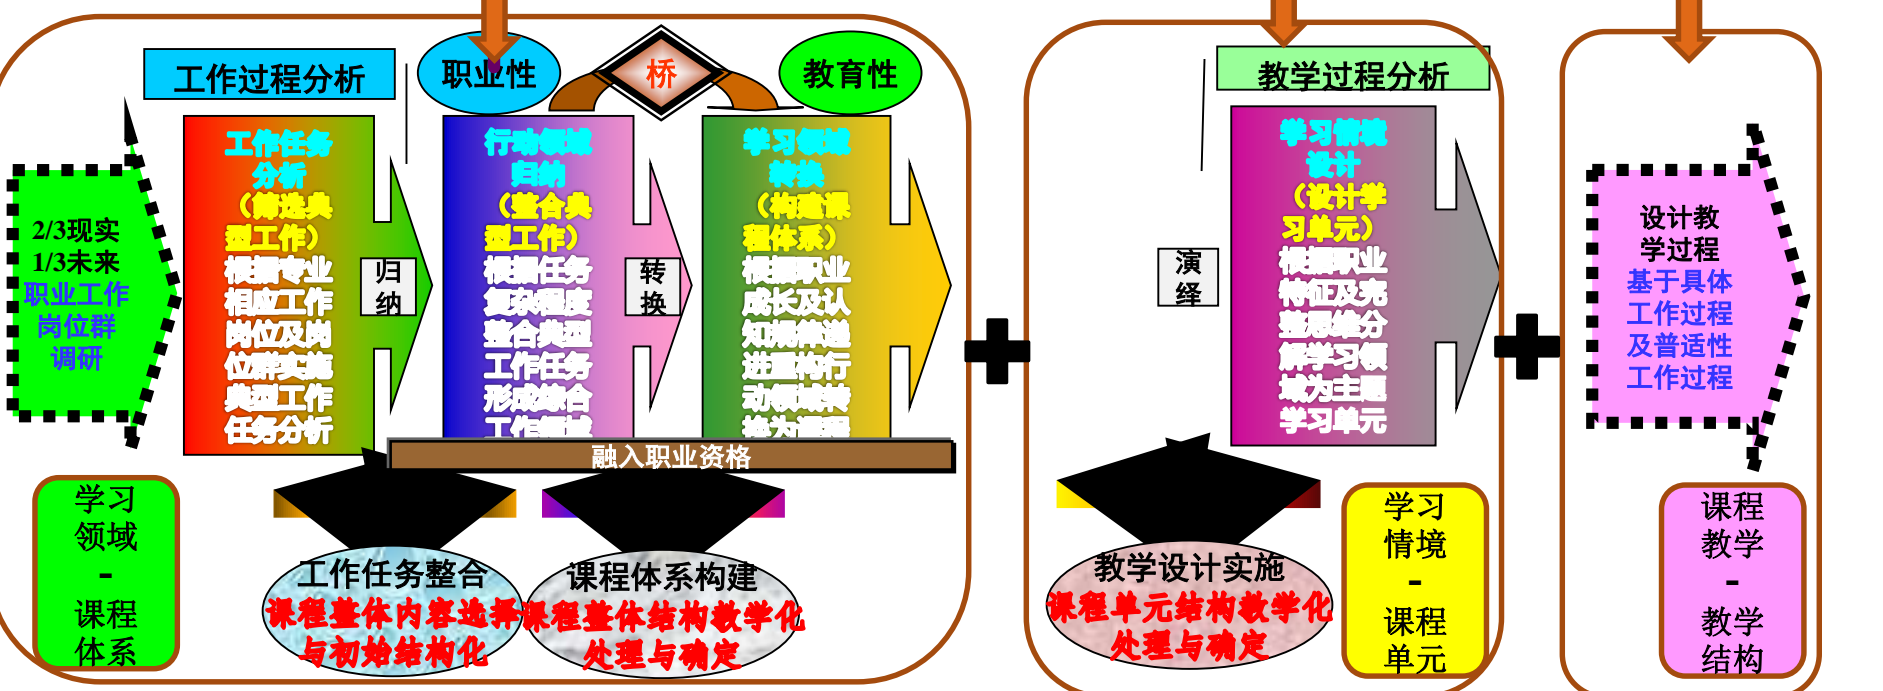 工作过程分析
职业性
桥
教育性
教学过程分析
2/3现实
1/3未来
职业工作
岗位群
调研
工作任务
分析
（筛选典
型工作）
根据专业
相应工作
岗位及岗
位群实施
典型工作
任务分析
归
纳
行动领域
归纳
（整合典
型工作）
根据任务
复杂程度
整合典型
工作任务
形成综合
工作领域
转
换
学习领域
转换
（构建课
程体系）
根据职业
成长及认
知规律递
进重构行
动领域转
换为课程
演
绎
学习情境
设计
（设计学
习单元）
根据职业
特征及完
整思维分
解学习领
域为主题
学习单元
设计教
学过程
基于具体
工作过程
及普适性
工作过程
融入职业资格
学习
领域
-
课程
体系
工作任务整合
课程整体内容选择
与初始结构化
课程体系构建
课程整体结构教学化
处理与确定
教学设计实施
课程单元结构教学化
处理与确定
学习
情境
-
课程
单元
课程
教学
-
教学
结构